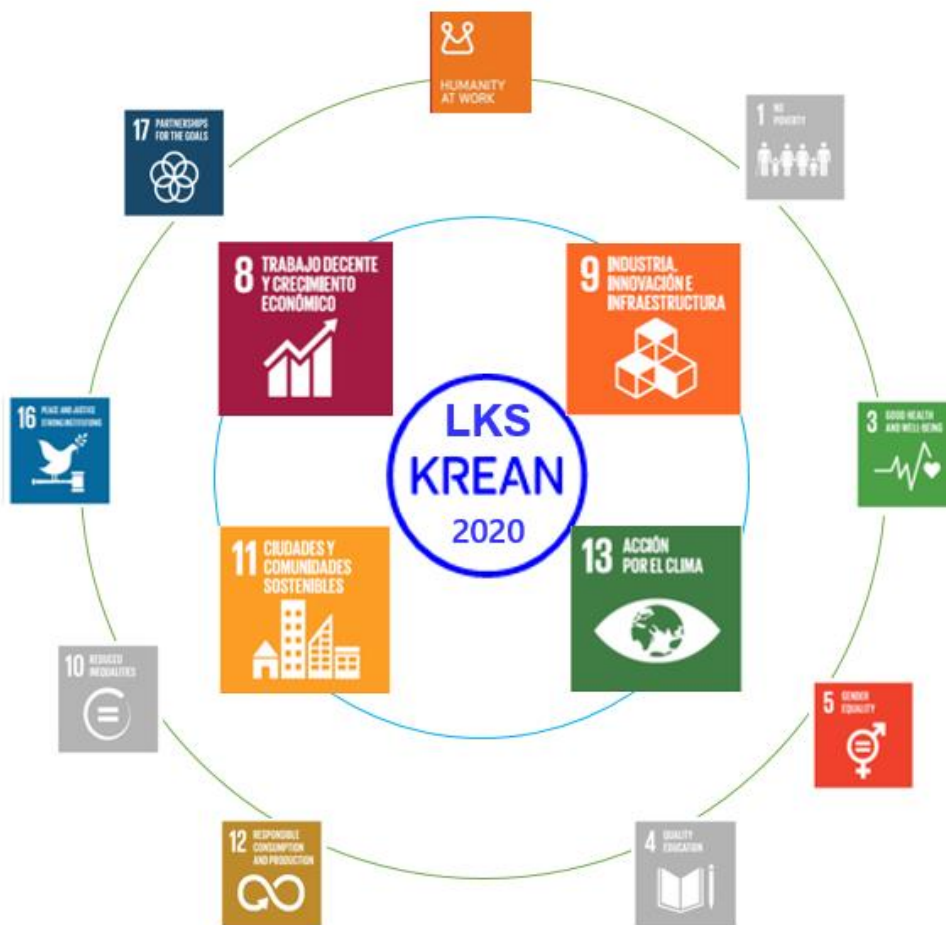 HUMANITY
AT WORK
17 PARTNERSHIPS
FOR THE GOALS
1 NO
POVERTY
8 TRABAJO DECENTE
Y CRECIMIENTO
ECONÓMICO
9 INDUSTRIA,
INNOVACIÓN E
INFRAESTRUCTURA
16 PEACE AND JUSTICE
STRONG INSTITUTIONS
LKS
KREAN
2020
3 GOOD HEALTH
AND WELL-BEING
11 CIUDADES Y
COMUNIDADES
SOSTENIBLES
13 ACCIÓN
POR EL CLIMA
10 REDUCED
INEQUALITIES
5 GENDER
EQUALITY
12 RESPONSIBLE
CONSUMPTION
AND PRODUCTION
4 QUALITY
EDUCATION